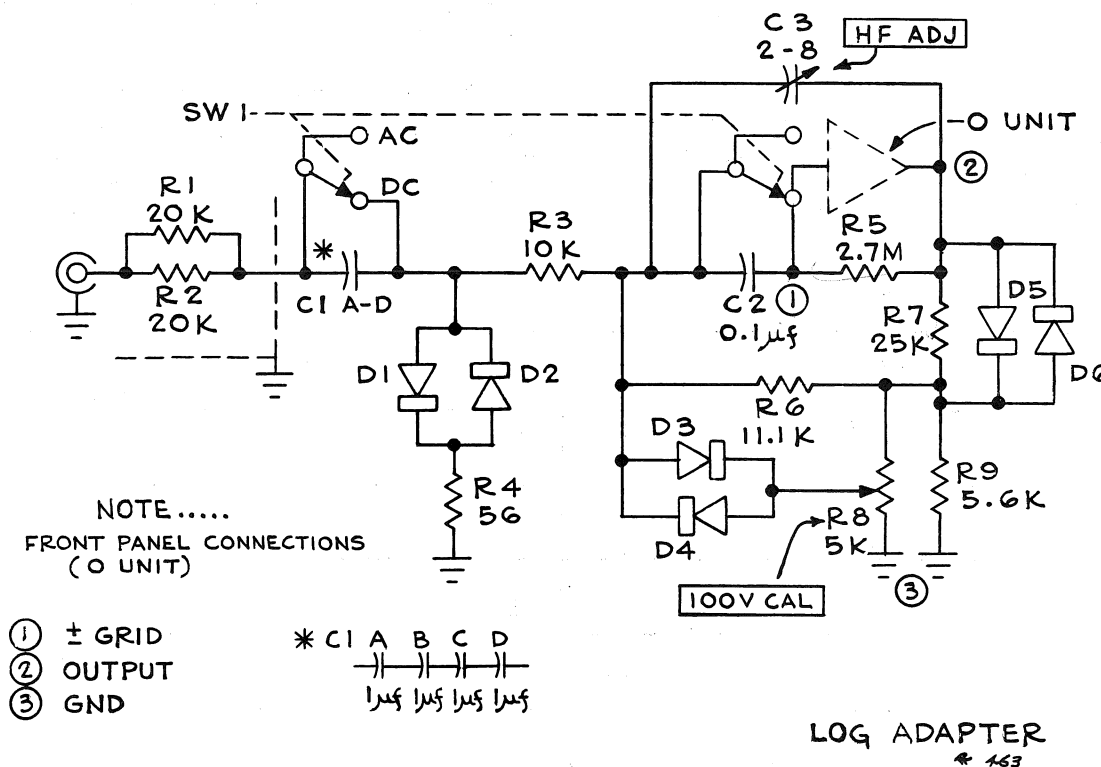 C 3
2-8
HF ADJ
SW 1
AC
DC
O UNIT
2
R1
20K
R2
20K
*
C1 A-D
R3
10K
R5
2.7M
C2
0.1μf
1
R7
25K
D5
D6
D1
D2
R4
56
R6
11.1K
D3
D4
R8
5K
R9
5.6K
3
100V CAL
NOTE.....
FRONT PANEL CONNECTIONS
(O UNIT)
1 ± GRID
2 OUTPUT
3 GND
* C1 A B C D
1μf 1μf 1μf 1μf
LOG ADAPTER
463